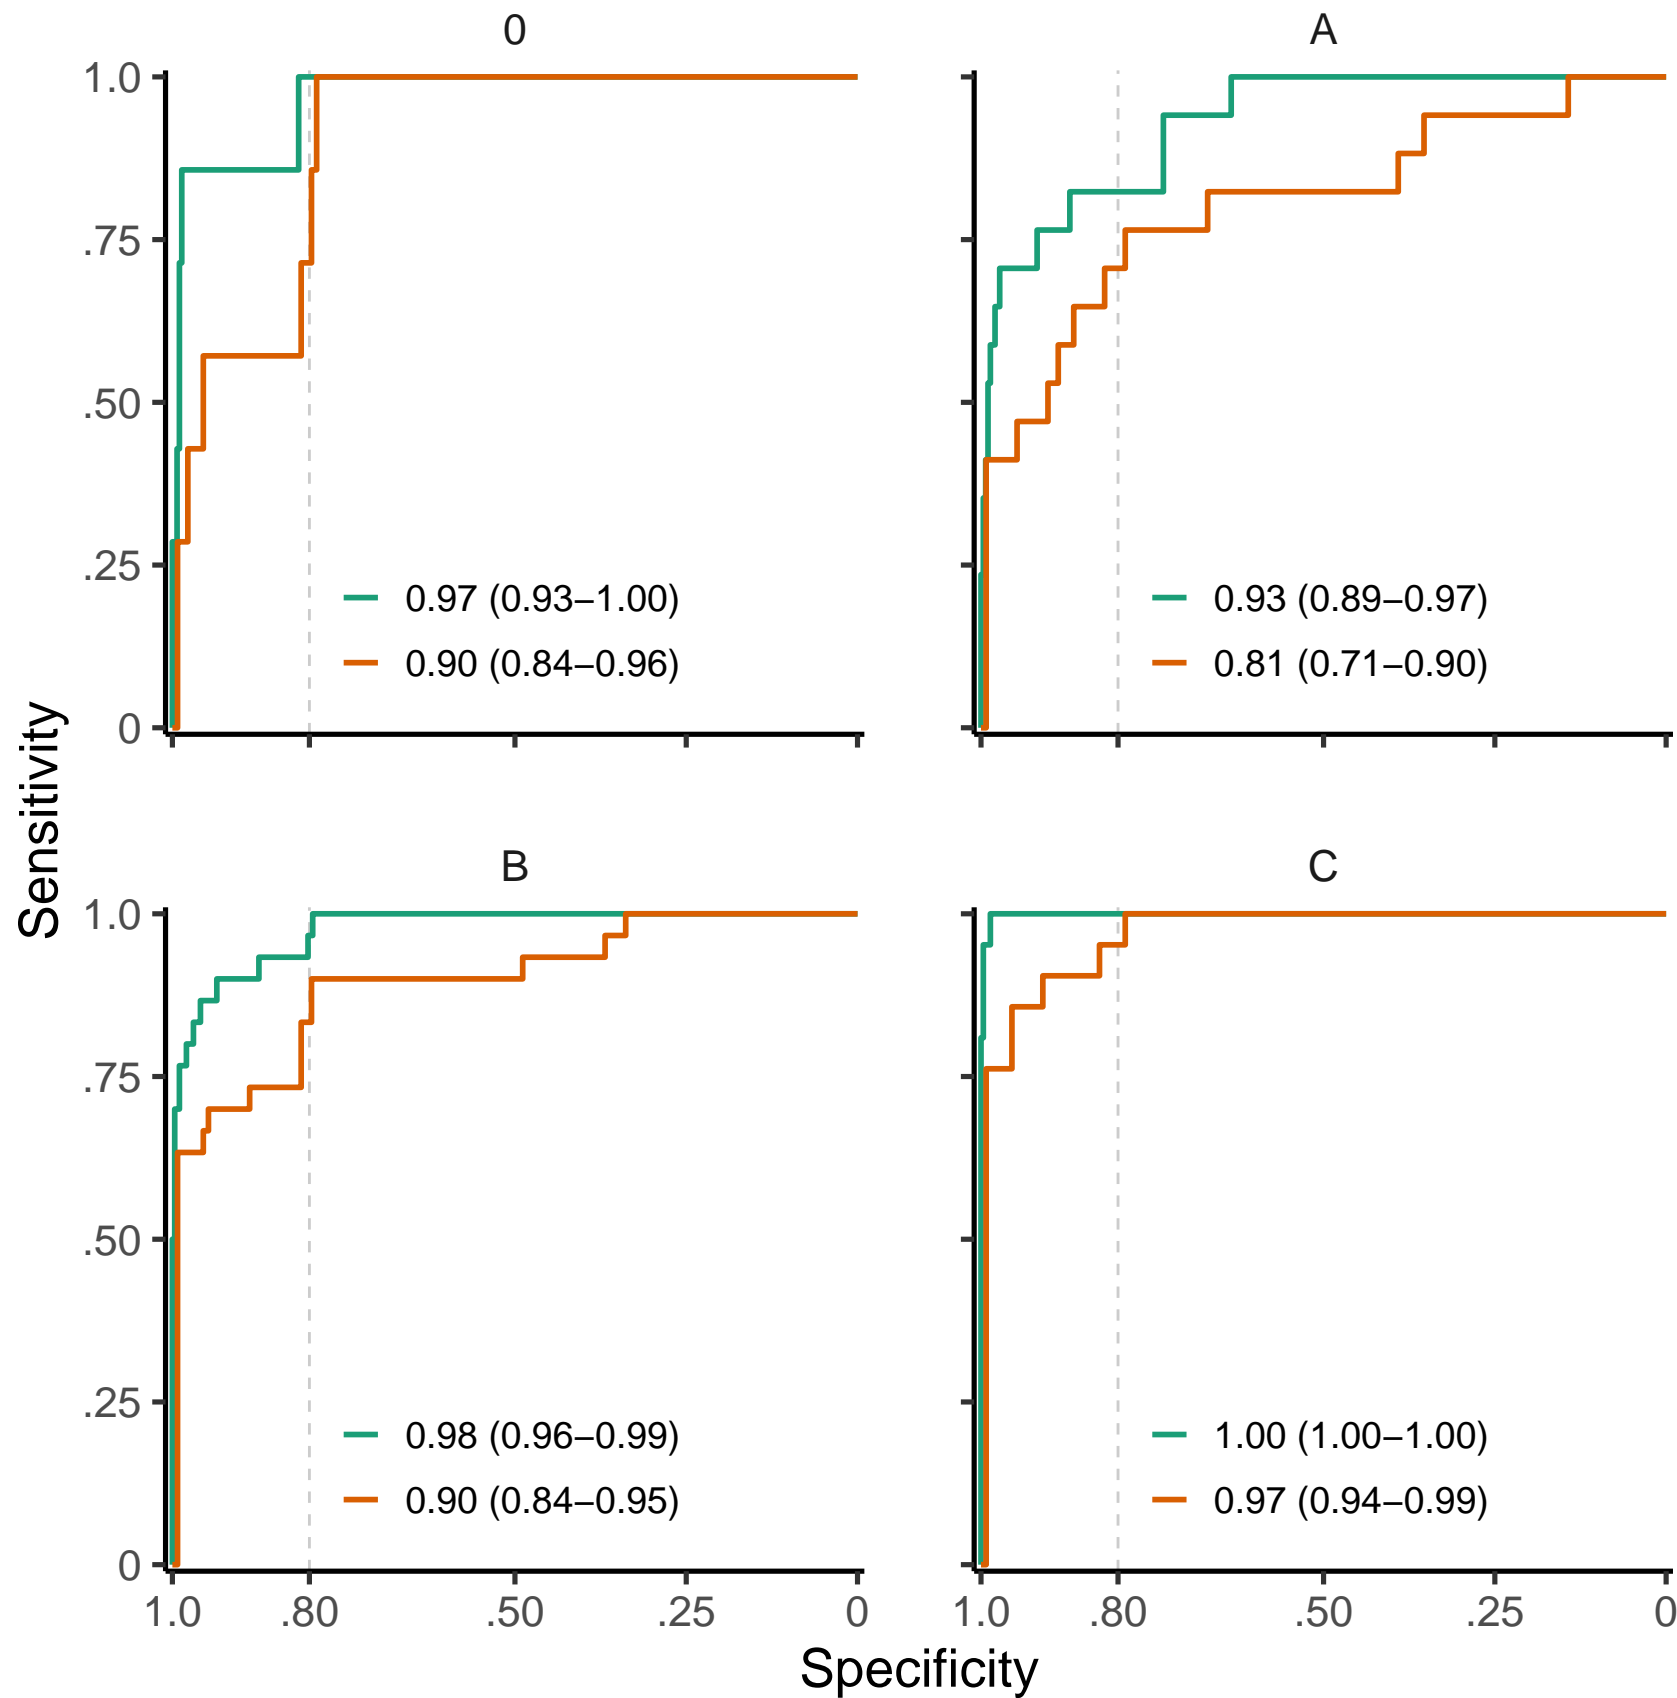 0
A
1.0
.75
.50
.25
0
0.97 (0.93–1.00)
0.90 (0.84–0.96)
0.93 (0.89–0.97)
0.81 (0.71–0.90)
Sensitivity
B
C
1.0
.75
.50
.25
0
0.98 (0.96–0.99)
0.90 (0.84–0.95)
1.00 (1.00–1.00)
0.97 (0.94–0.99)
1.0 .80 .50 .25 0
1.0 .80 .50 .25 0
Specificity